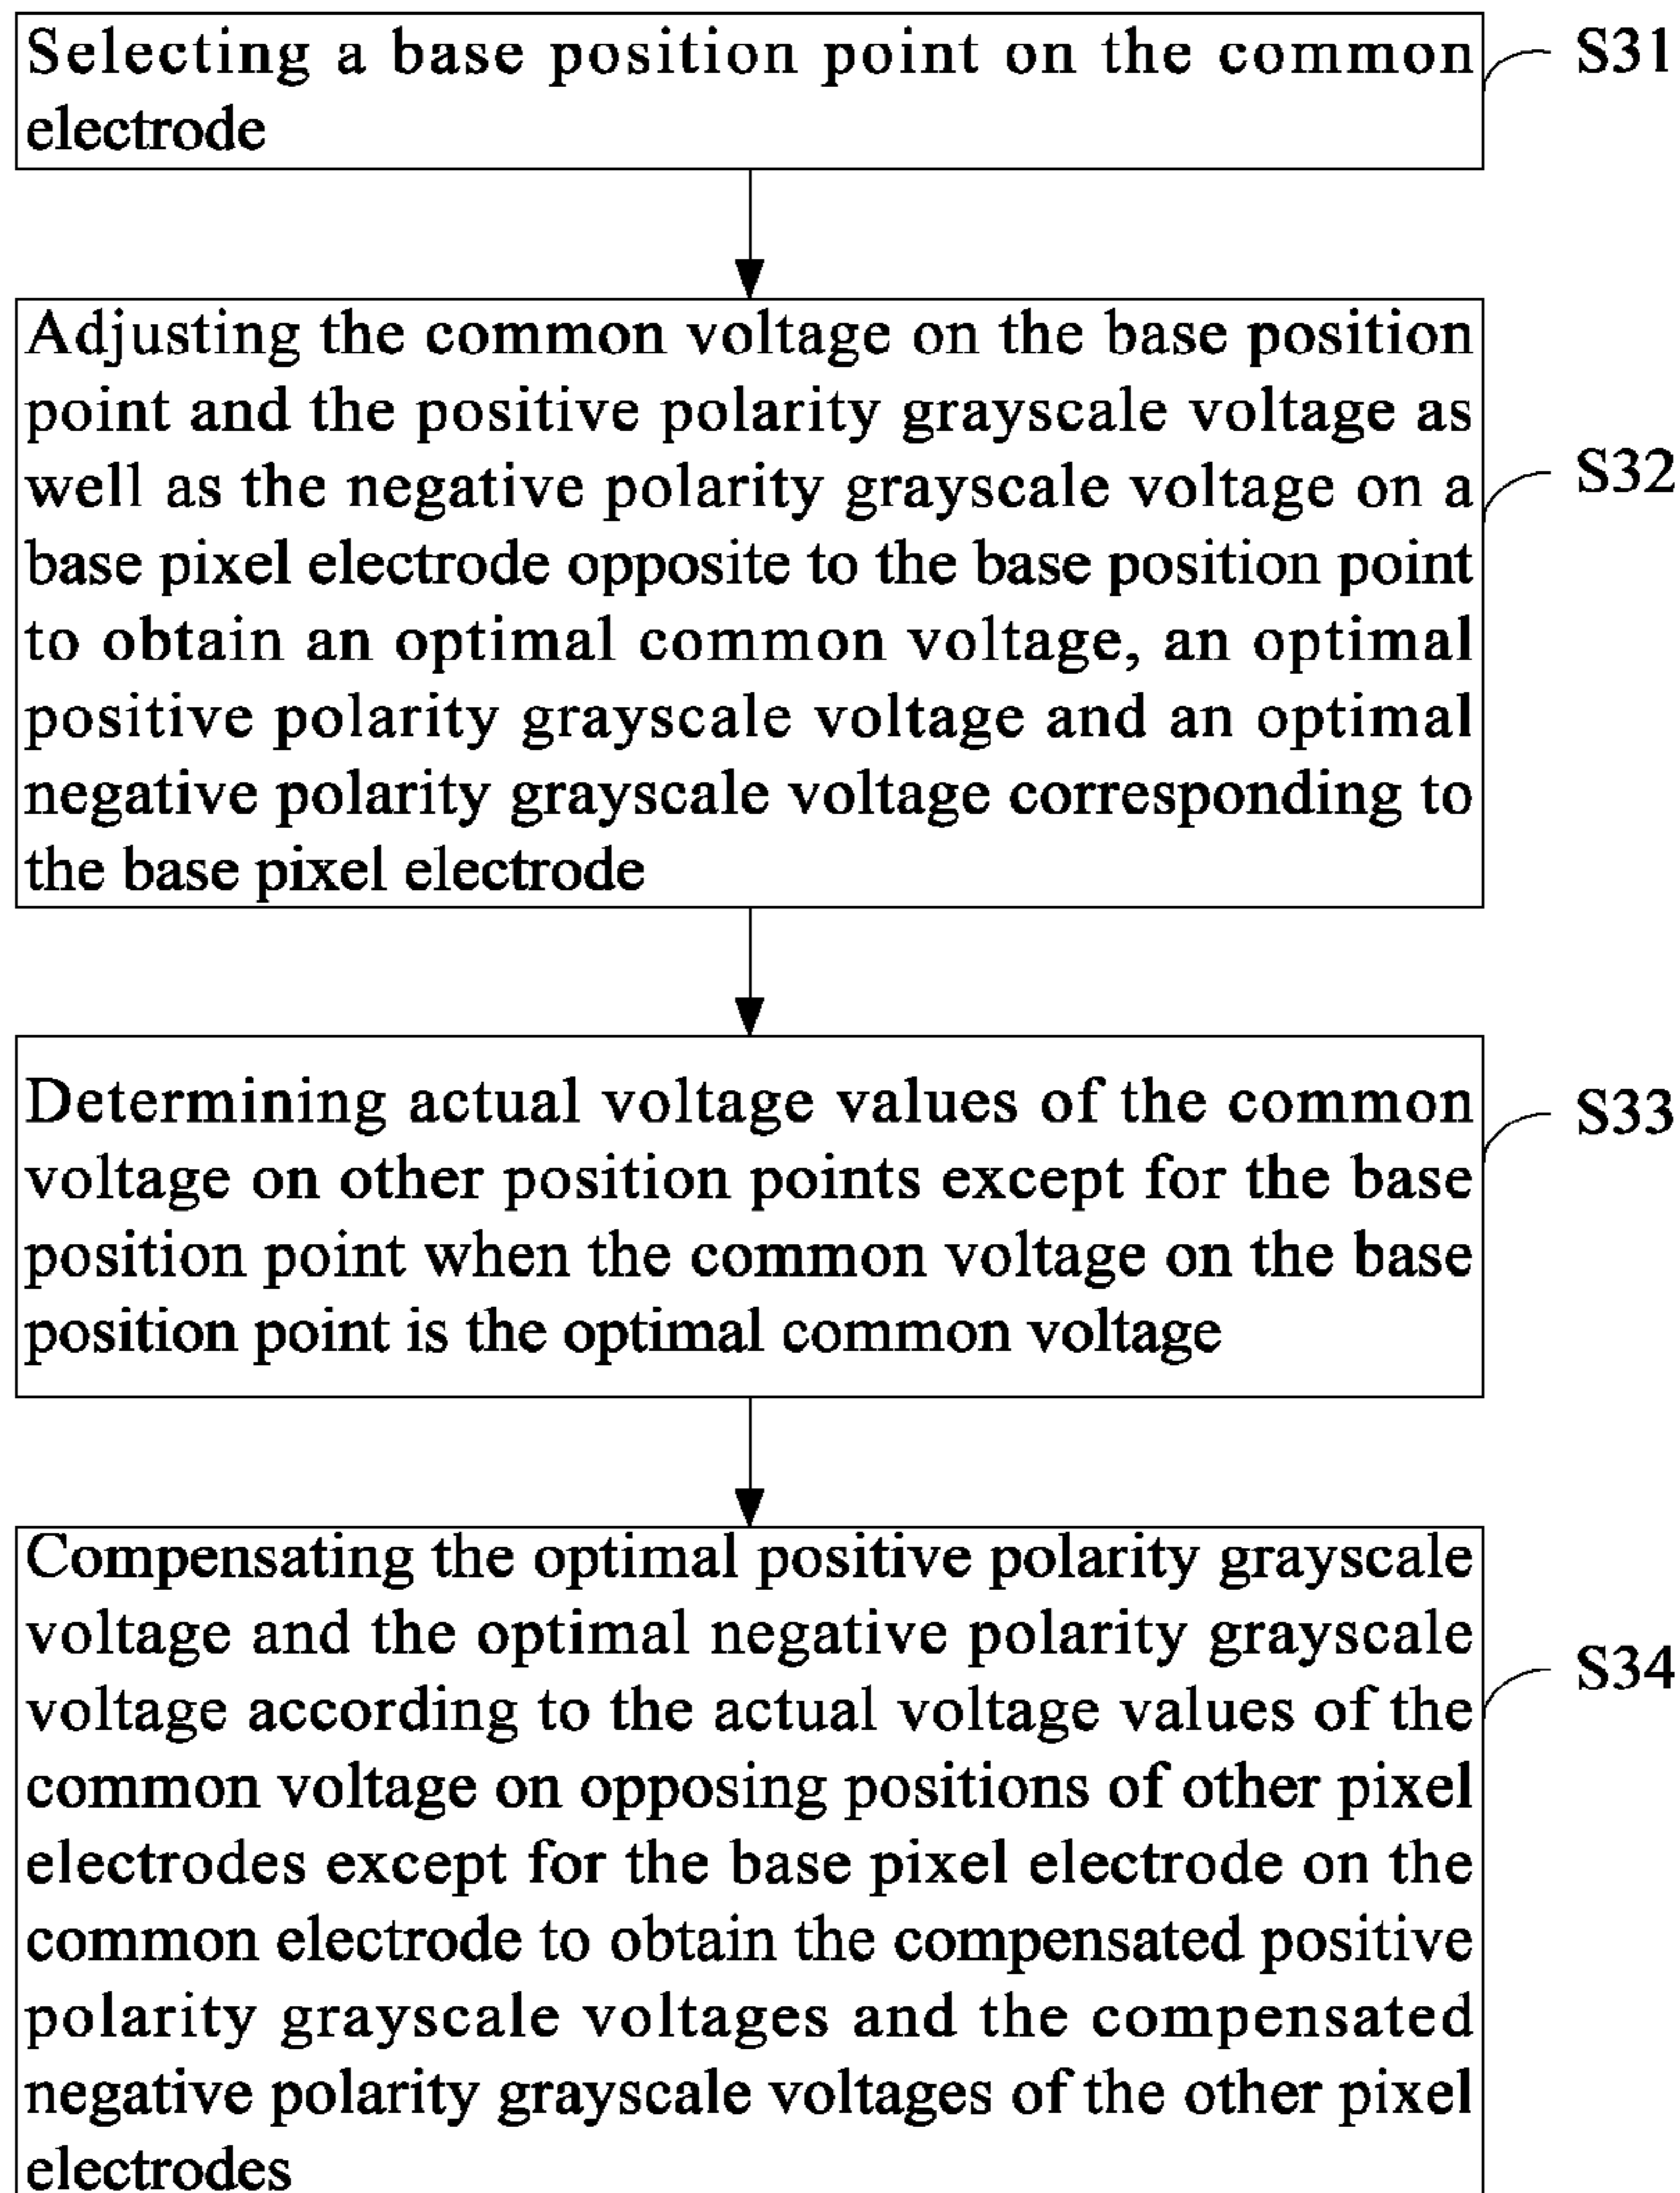 Selecting a base position point on the common
electrode
S31
Adjusting the common voltage on the base position
point and the positive polarity grayscale voltage as
well as the negative polarity grayscale voltage on a
base pixel electrode opposite to the base position point
to obtain an optimal common voltage, an optimal
positive polarity grayscale voltage and an optimal
negative polarity grayscale voltage corresponding to
the base pixel electrode
S32
Determining actual voltage values of the common
voltage on other position points except for the base
position point when the common voltage on the base
position point is the optimal common voltage
S33
Compensating the optimal positive polarity grayscale
voltage and the optimal negative polarity grayscale
voltage according to the actual voltage values of the
common voltage on opposing positions of other pixel
electrodes except for the base pixel electrode on the
common electrode to obtain the compensated positive
polarity grayscale voltages and the compensated
negative polarity grayscale voltages of the other pixel
electrodes
S34